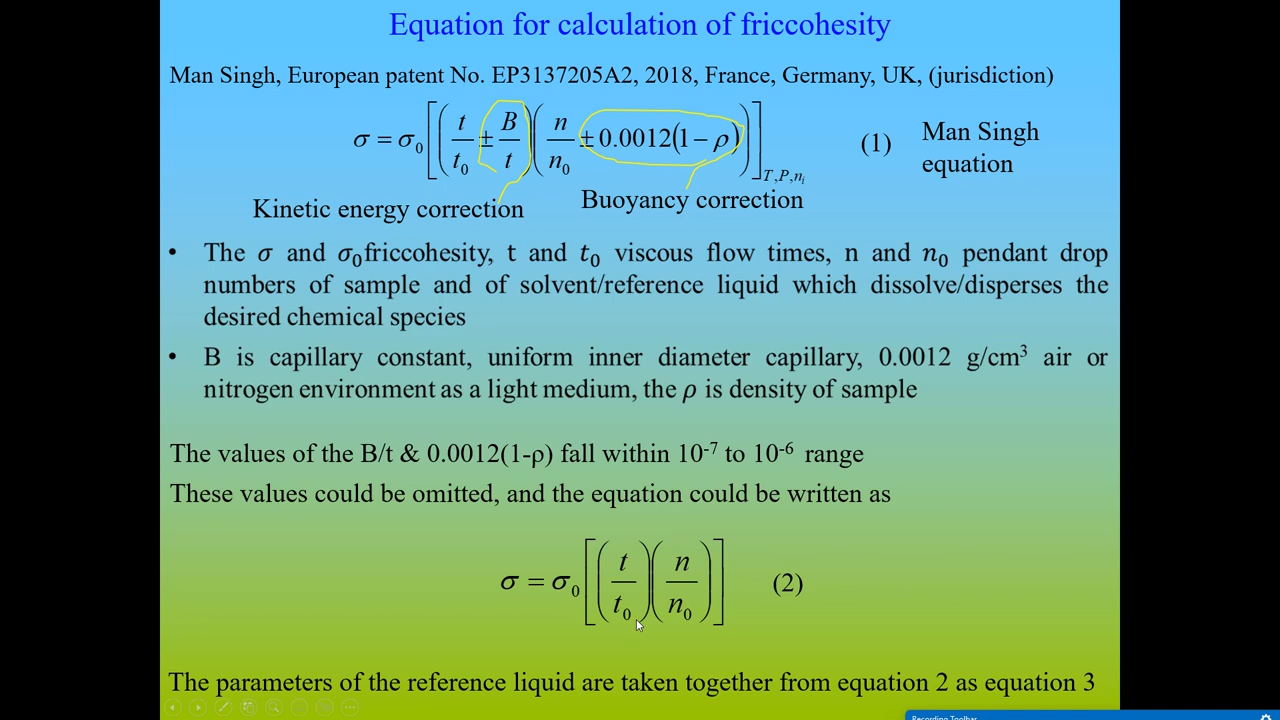 Equation for calculation of friccohesity
Man Singh, European patent No. EP3137205A2, 2018, France, Germany, UK, (jurisdiction)
σ = σ₀[(t/t₀ ± B/t)(n/n₀ ± 0.0012(1 − ρ))]T,P,nᵢ (1) Man Singh equation
Kinetic energy correction
Buoyancy correction
• The σ and σ₀friccohesity, t and t₀ viscous flow times, n and n₀ pendant drop
numbers of sample and of solvent/reference liquid which dissolve/disperses the
desired chemical species
• B is capillary constant, uniform inner diameter capillary, 0.0012 g/cm³ air or
nitrogen environment as a light medium, the ρ is density of sample
The values of the B/t & 0.0012(1-ρ) fall within 10⁻⁷ to 10⁻⁶ range
These values could be omitted, and the equation could be written as
σ = σ₀[(t/t₀)(n/n₀)] (2)
The parameters of the reference liquid are taken together from equation 2 as equation 3
Recording Toolbar